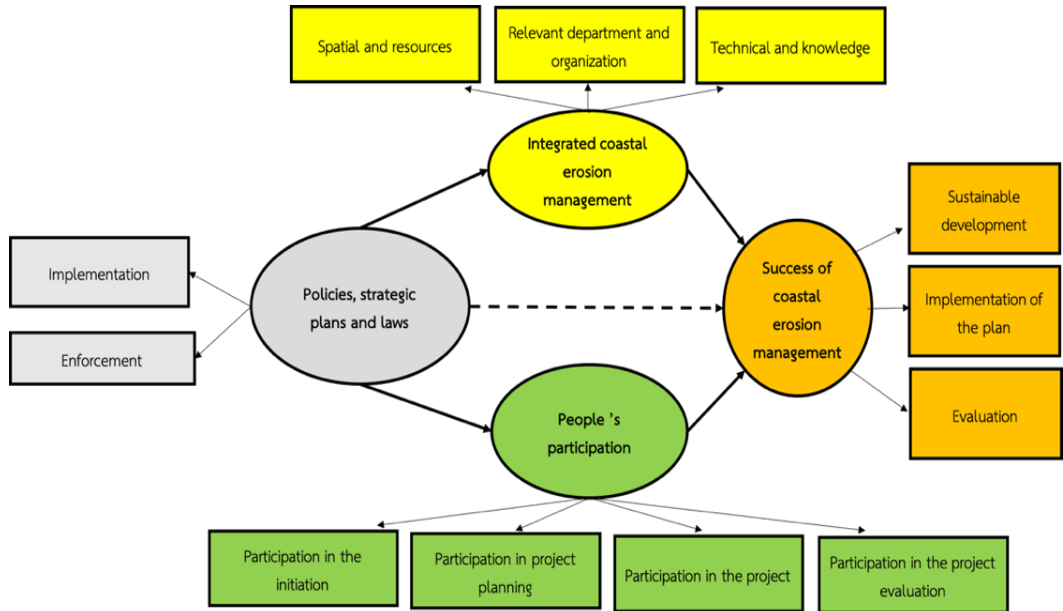 Spatial and resources
Relevant department and
organization
Technical and knowledge
Integrated coastal
erosion
management
Sustainable
development
Implementation
Policies, strategic
plans and laws
Success of
coastal
erosion
management
Implementation of
the plan
Enforcement
People 's
participation
Evaluation
Participation in the
initiation
Participation in project
planning
Participation in the project
Participation in the project
evaluation